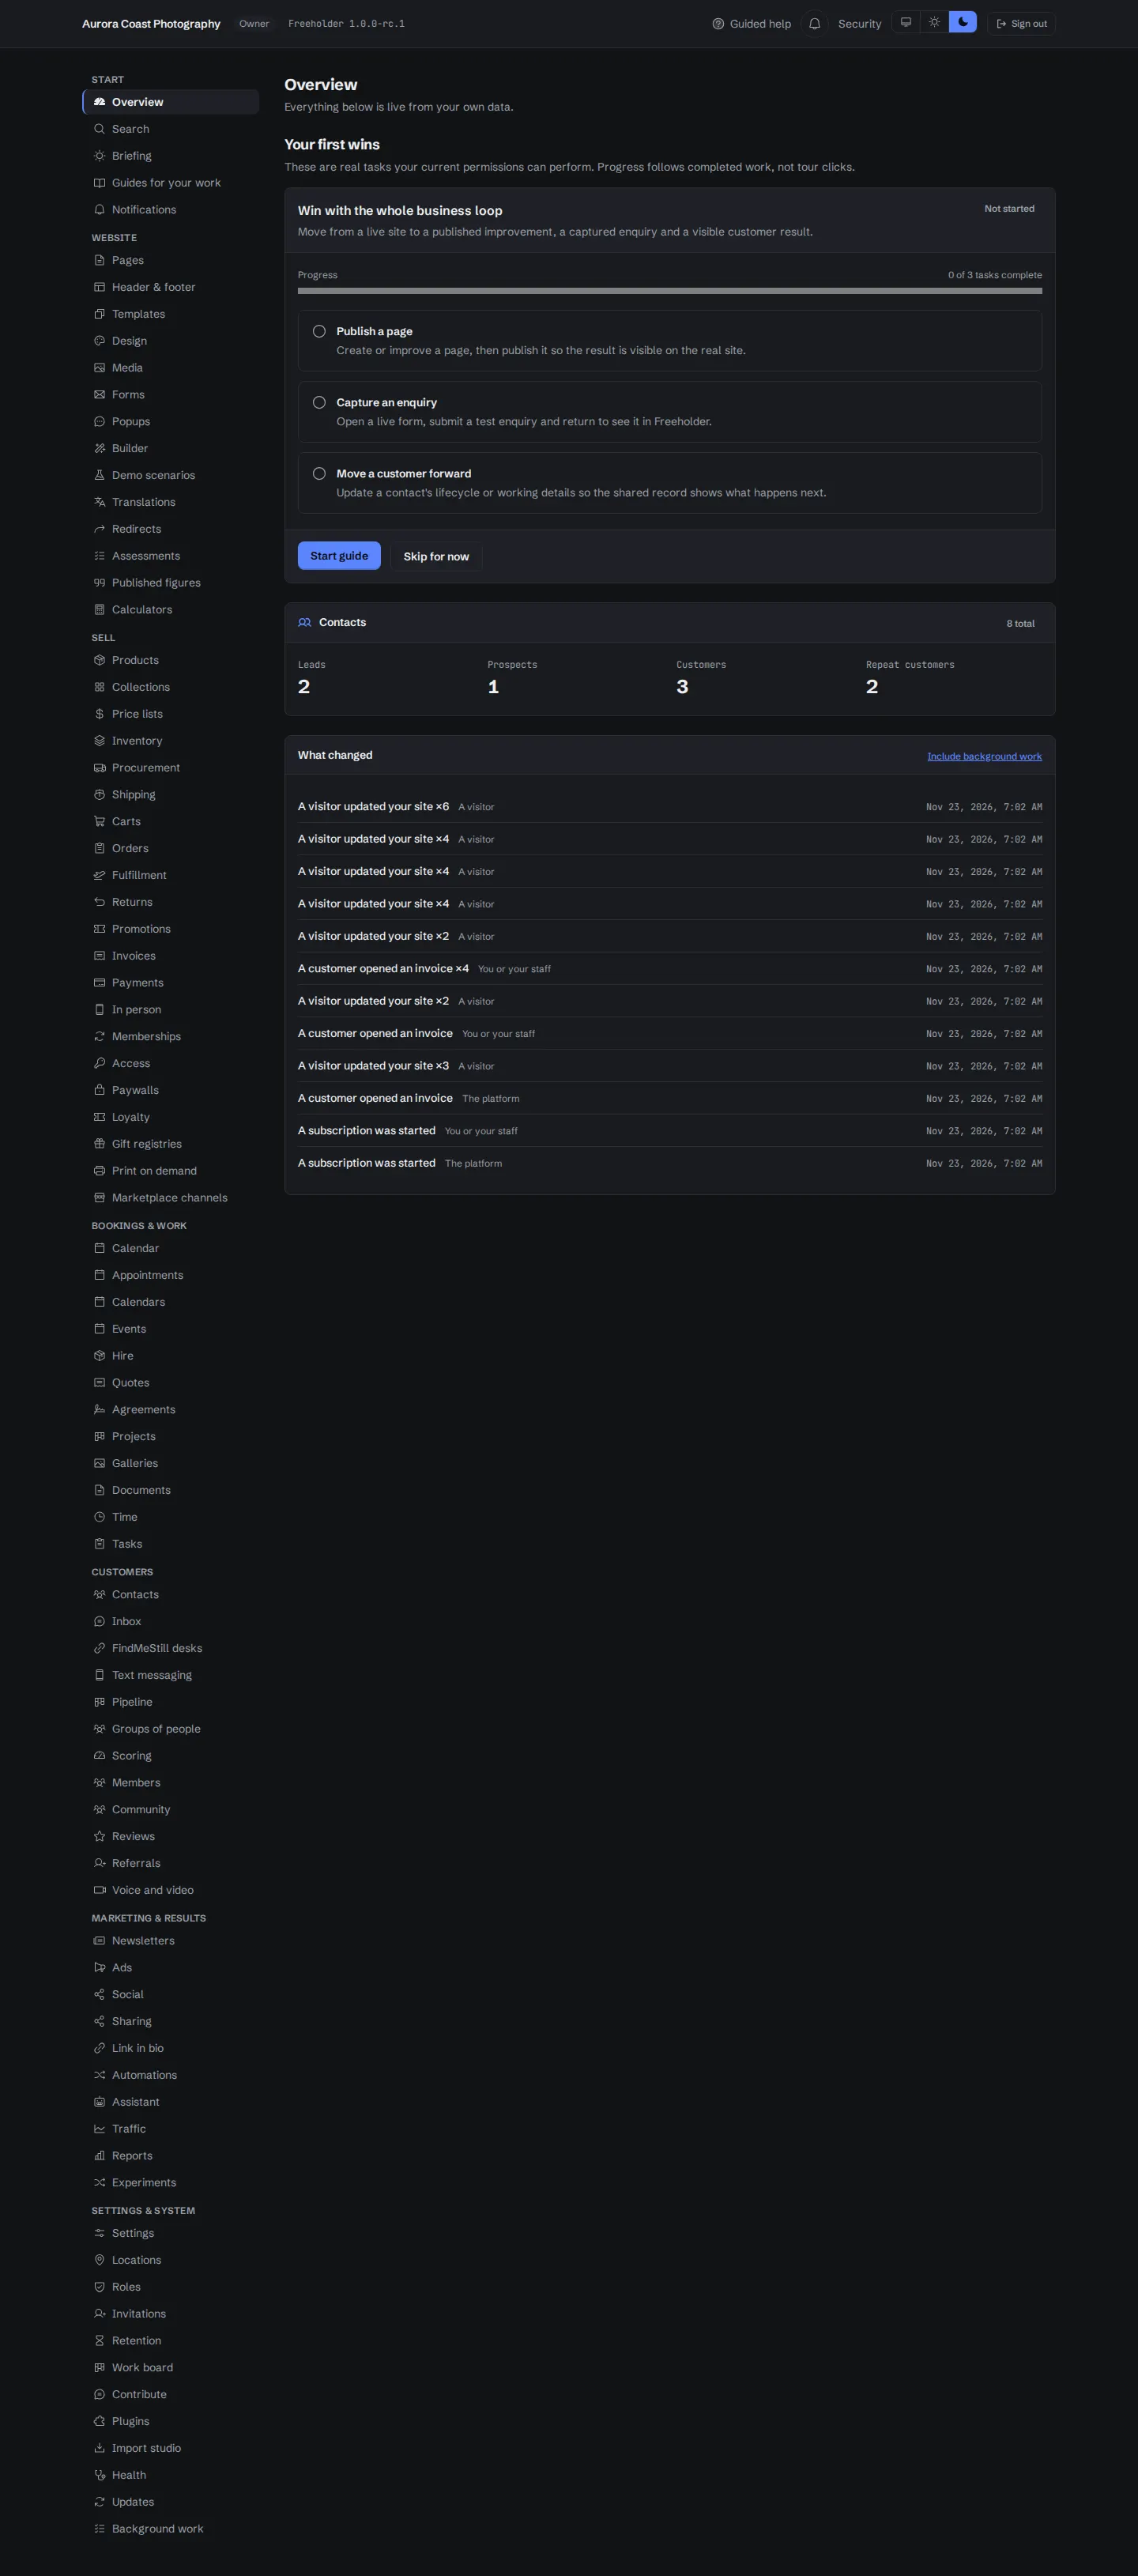 Aurora Coast Photography Owner Freeholder 1.0.0-rc.1 Guided help Security Sign out
START
Overview
Search
Briefing
Guides for your work
Notifications
WEBSITE
Pages
Header & footer
Templates
Design
Media
Forms
Popups
Builder
Demo scenarios
Translations
Redirects
Assessments
Published figures
Calculators
SELL
Products
Collections
Price lists
Inventory
Procurement
Shipping
Carts
Orders
Fulfillment
Returns
Promotions
Invoices
Payments
In person
Memberships
Access
Paywalls
Loyalty
Gift registries
Print on demand
Marketplace channels
BOOKINGS & WORK
Calendar
Appointments
Calendars
Events
Hire
Quotes
Agreements
Projects
Galleries
Documents
Time
Tasks
CUSTOMERS
Contacts
Inbox
FindMeStill desks
Text messaging
Pipeline
Groups of people
Scoring
Members
Community
Reviews
Referrals
Voice and video
MARKETING & RESULTS
Newsletters
Ads
Social
Sharing
Link in bio
Automations
Assistant
Traffic
Reports
Experiments
SETTINGS & SYSTEM
Settings
Locations
Roles
Invitations
Retention
Work board
Contribute
Plugins
Import studio
Health
Updates
Background work
Overview
Everything below is live from your own data.
Your first wins
These are real tasks your current permissions can perform. Progress follows completed work, not tour clicks.
Win with the whole business loop Not started
Move from a live site to a published improvement, a captured enquiry and a visible customer result.
Progress 0 of 3 tasks complete
Publish a page
Create or improve a page, then publish it so the result is visible on the real site.
Capture an enquiry
Open a live form, submit a test enquiry and return to see it in Freeholder.
Move a customer forward
Update a contact's lifecycle or working details so the shared record shows what happens next.
Start guide Skip for now
Contacts 8 total
Leads Prospects Customers Repeat customers
2 1 3 2
What changed Include background work
A visitor updated your site ×6 A visitor Nov 23, 2026, 7:02 AM
A visitor updated your site ×4 A visitor Nov 23, 2026, 7:02 AM
A visitor updated your site ×4 A visitor Nov 23, 2026, 7:02 AM
A visitor updated your site ×4 A visitor Nov 23, 2026, 7:02 AM
A visitor updated your site ×2 A visitor Nov 23, 2026, 7:02 AM
A customer opened an invoice ×4 You or your staff Nov 23, 2026, 7:02 AM
A visitor updated your site ×2 A visitor Nov 23, 2026, 7:02 AM
A customer opened an invoice You or your staff Nov 23, 2026, 7:02 AM
A visitor updated your site ×3 A visitor Nov 23, 2026, 7:02 AM
A customer opened an invoice The platform Nov 23, 2026, 7:02 AM
A subscription was started You or your staff Nov 23, 2026, 7:02 AM
A subscription was started The platform Nov 23, 2026, 7:02 AM